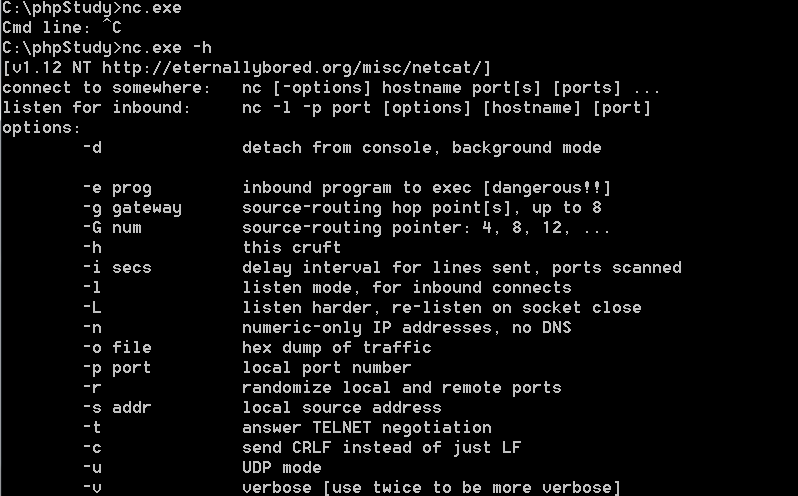 C:\phpStudy>nc.exe
Cmd line: ^C
C:\phpStudy>nc.exe -h
[v1.12 NT http://eternallybored.org/misc/netcat/]
connect to somewhere:   nc [-options] hostname port[s] [ports] ...
listen for inbound:     nc -l -p port [options] [hostname] [port]
options:
        -d              detach from console, background mode
        -e prog         inbound program to exec [dangerous!!]
        -g gateway      source-routing hop point[s], up to 8
        -G num          source-routing pointer: 4, 8, 12, ...
        -h              this cruft
        -i secs         delay interval for lines sent, ports scanned
        -l              listen mode, for inbound connects
        -L              listen harder, re-listen on socket close
        -n              numeric-only IP addresses, no DNS
        -o file         hex dump of traffic
        -p port         local port number
        -r              randomize local and remote ports
        -s addr         local source address
        -t              answer TELNET negotiation
        -c              send CRLF instead of just LF
        -u              UDP mode
        -v              verbose [use twice to be more verbose]